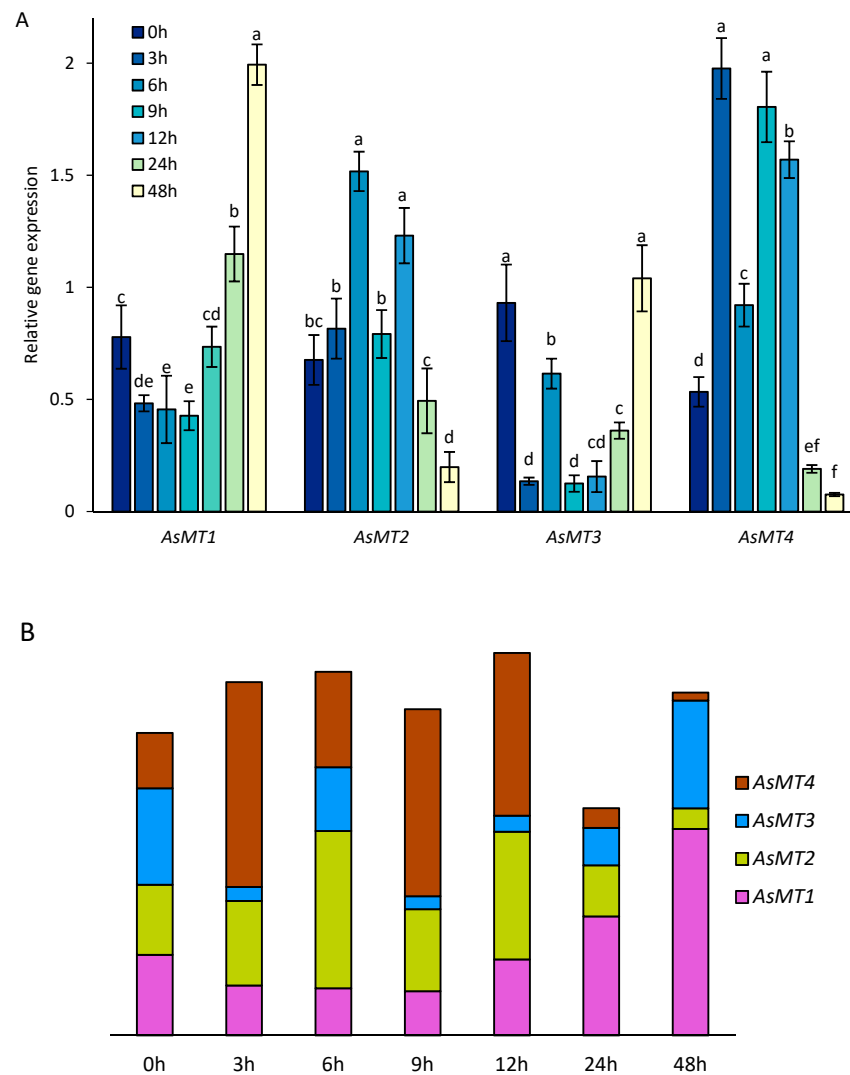 A
0h
3h
6h
9h
12h
24h
48h
Relative gene expression
2
1.5
1
0.5
0
c de e e cd b a
bc b a b a c d
a d b d cd c a
d a c a b ef f
AsMT1 AsMT2 AsMT3 AsMT4
B
AsMT4
AsMT3
AsMT2
AsMT1
0h 3h 6h 9h 12h 24h 48h